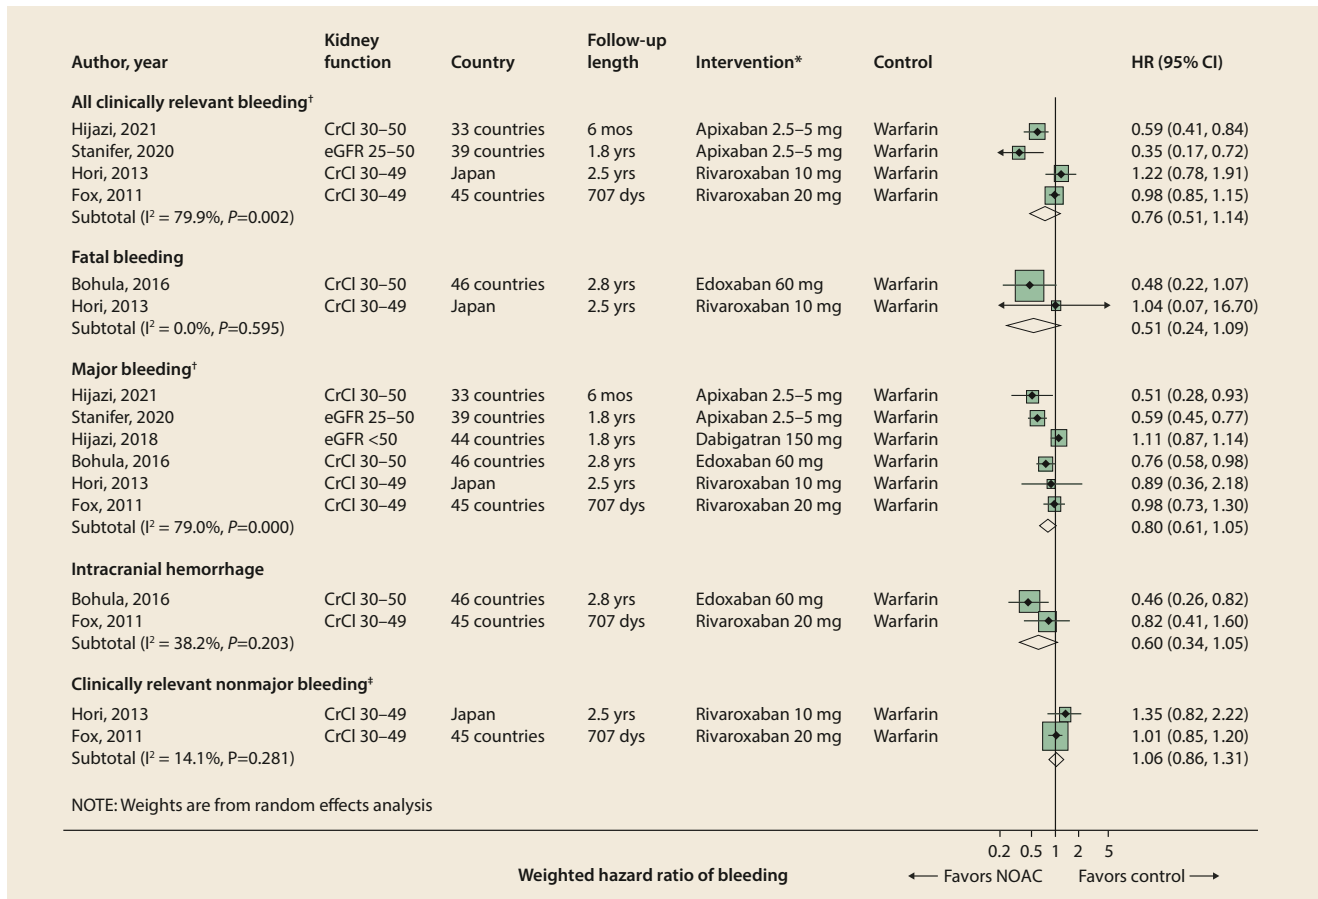 Author, year Kidney function Country Follow-up length Intervention* Control HR (95% CI)
All clinically relevant bleeding†
Hijazi, 2021 CrCl 30–50 33 countries 6 mos Apixaban 2.5–5 mg Warfarin 0.59 (0.41, 0.84)
Stanifer, 2020 eGFR 25–50 39 countries 1.8 yrs Apixaban 2.5–5 mg Warfarin 0.35 (0.17, 0.72)
Hori, 2013 CrCl 30–49 Japan 2.5 yrs Rivaroxaban 10 mg Warfarin 1.22 (0.78, 1.91)
Fox, 2011 CrCl 30–49 45 countries 707 dys Rivaroxaban 20 mg Warfarin 0.98 (0.85, 1.15)
Subtotal (I² = 79.9%, P=0.002) 0.76 (0.51, 1.14)
Fatal bleeding
Bohula, 2016 CrCl 30–50 46 countries 2.8 yrs Edoxaban 60 mg Warfarin 0.48 (0.22, 1.07)
Hori, 2013 CrCl 30–49 Japan 2.5 yrs Rivaroxaban 10 mg Warfarin 1.04 (0.07, 16.70)
Subtotal (I² = 0.0%, P=0.595) 0.51 (0.24, 1.09)
Major bleeding†
Hijazi, 2021 CrCl 30–50 33 countries 6 mos Apixaban 2.5–5 mg Warfarin 0.51 (0.28, 0.93)
Stanifer, 2020 eGFR 25–50 39 countries 1.8 yrs Apixaban 2.5–5 mg Warfarin 0.59 (0.45, 0.77)
Hijazi, 2018 eGFR <50 44 countries 1.8 yrs Dabigatran 150 mg Warfarin 1.11 (0.87, 1.14)
Bohula, 2016 CrCl 30–50 46 countries 2.8 yrs Edoxaban 60 mg Warfarin 0.76 (0.58, 0.98)
Hori, 2013 CrCl 30–49 Japan 2.5 yrs Rivaroxaban 10 mg Warfarin 0.89 (0.36, 2.18)
Fox, 2011 CrCl 30–49 45 countries 707 dys Rivaroxaban 20 mg Warfarin 0.98 (0.73, 1.30)
Subtotal (I² = 79.0%, P=0.000) 0.80 (0.61, 1.05)
Intracranial hemorrhage
Bohula, 2016 CrCl 30–50 46 countries 2.8 yrs Edoxaban 60 mg Warfarin 0.46 (0.26, 0.82)
Fox, 2011 CrCl 30–49 45 countries 707 dys Rivaroxaban 20 mg Warfarin 0.82 (0.41, 1.60)
Subtotal (I² = 38.2%, P=0.203) 0.60 (0.34, 1.05)
Clinically relevant nonmajor bleeding‡
Hori, 2013 CrCl 30–49 Japan 2.5 yrs Rivaroxaban 10 mg Warfarin 1.35 (0.82, 2.22)
Fox, 2011 CrCl 30–49 45 countries 707 dys Rivaroxaban 20 mg Warfarin 1.01 (0.85, 1.20)
Subtotal (I² = 14.1%, P=0.281) 1.06 (0.86, 1.31)
NOTE: Weights are from random effects analysis
0.2 0.5 1 2 5
Weighted hazard ratio of bleeding Favors NOAC Favors control